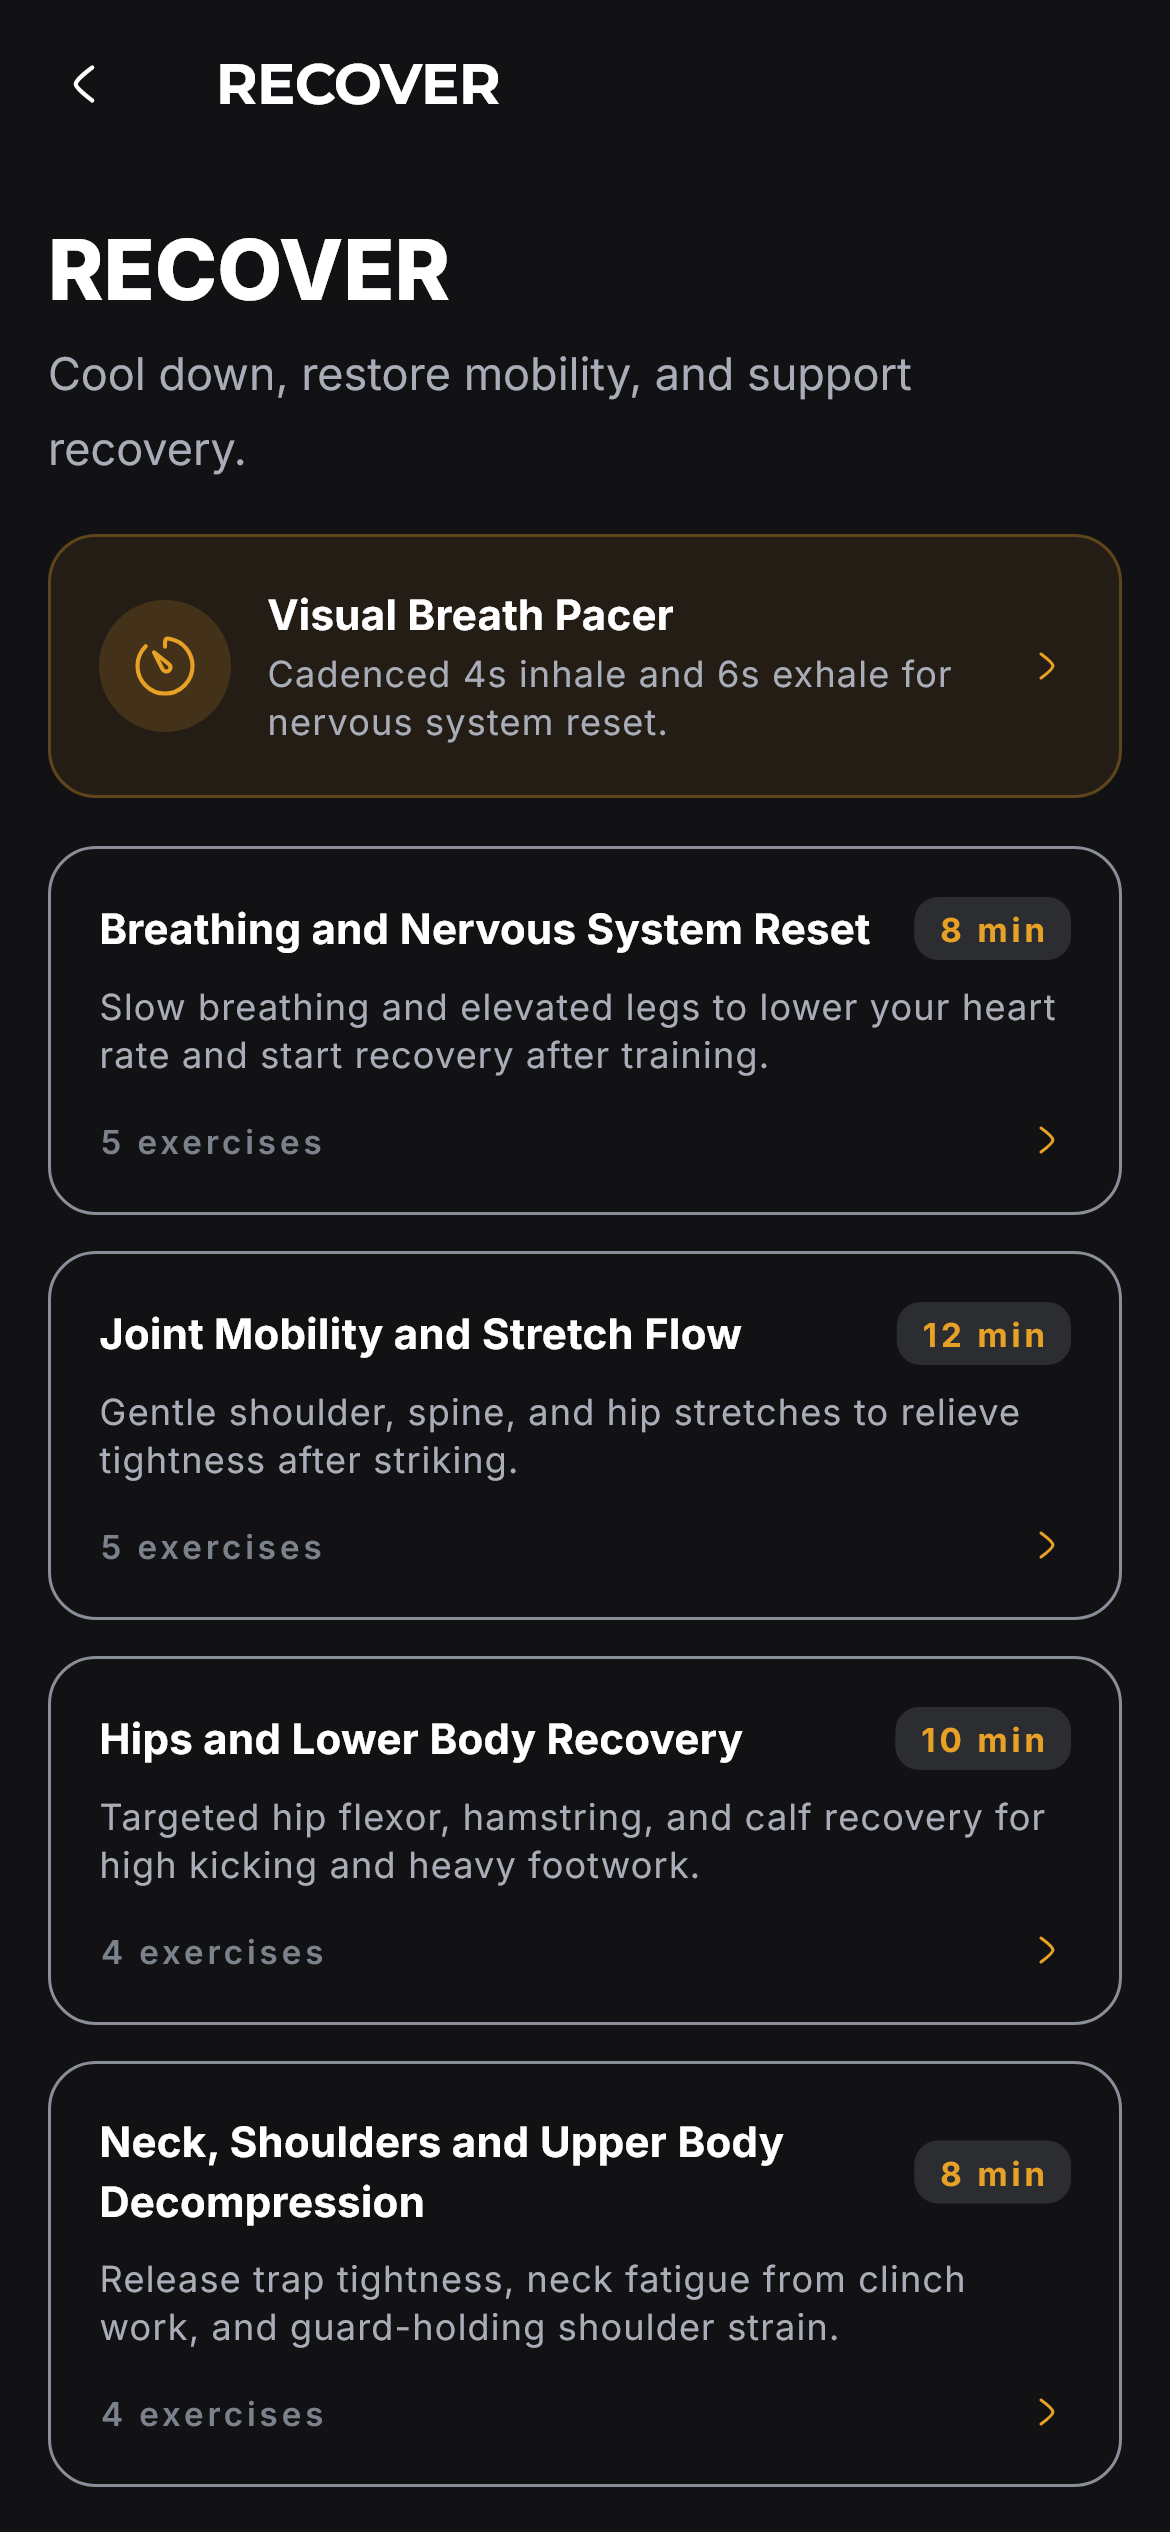 RECOVER
RECOVER
Cool down, restore mobility, and support
recovery.
Visual Breath Pacer
Cadenced 4s inhale and 6s exhale for
nervous system reset.
Breathing and Nervous System Reset
8 min
Slow breathing and elevated legs to lower your heart
rate and start recovery after training.
5 exercises
Joint Mobility and Stretch Flow
12 min
Gentle shoulder, spine, and hip stretches to relieve
tightness after striking.
5 exercises
Hips and Lower Body Recovery
10 min
Targeted hip flexor, hamstring, and calf recovery for
high kicking and heavy footwork.
4 exercises
Neck, Shoulders and Upper Body
Decompression
8 min
Release trap tightness, neck fatigue from clinch
work, and guard-holding shoulder strain.
4 exercises